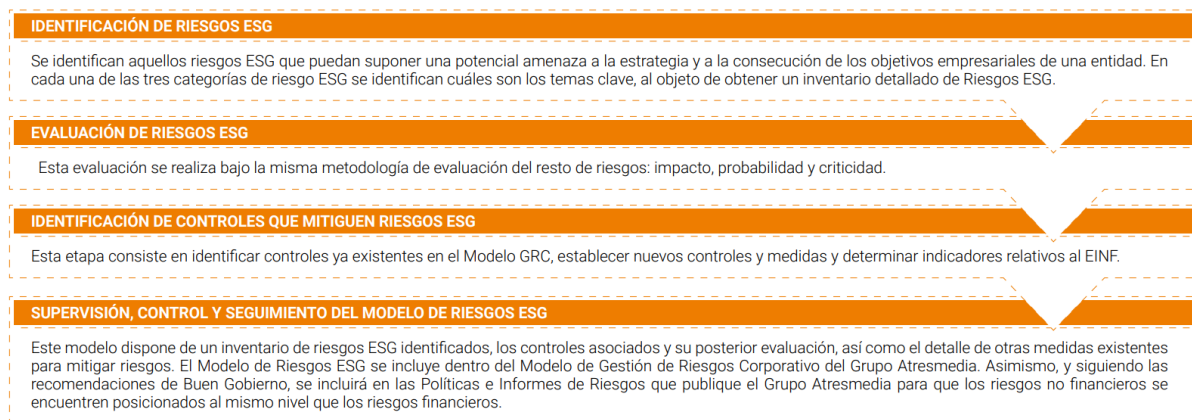 IDENTIFICACIÓN DE RIESGOS ESG
Se identifican aquellos riesgos ESG que puedan suponer una potencial amenaza a la estrategia y a la consecución de los objetivos empresariales de una entidad. En
cada una de las tres categorías de riesgo ESG se identifican cuáles son los temas clave, al objeto de obtener un inventario detallado de Riesgos ESG.
EVALUACIÓN DE RIESGOS ESG
Esta evaluación se realiza bajo la misma metodología de evaluación del resto de riesgos: impacto, probabilidad y criticidad.
IDENTIFICACIÓN DE CONTROLES QUE MITIGUEN RIESGOS ESG
Esta etapa consiste en identificar controles ya existentes en el Modelo GRC, establecer nuevos controles y medidas y determinar indicadores relativos al EINF.
SUPERVISIÓN, CONTROL Y SEGUIMIENTO DEL MODELO DE RIESGOS ESG
Este modelo dispone de un inventario de riesgos ESG identificados, los controles asociados y su posterior evaluación, así como el detalle de otras medidas existentes
para mitigar riesgos. El Modelo de Riesgos ESG se incluye dentro del Modelo de Gestión de Riesgos Corporativo del Grupo Atresmedia. Asimismo, y siguiendo las
recomendaciones de Buen Gobierno, se incluirá en las Políticas e Informes de Riesgos que publique el Grupo Atresmedia para que los riesgos no financieros se
encuentren posicionados al mismo nivel que los riesgos financieros.